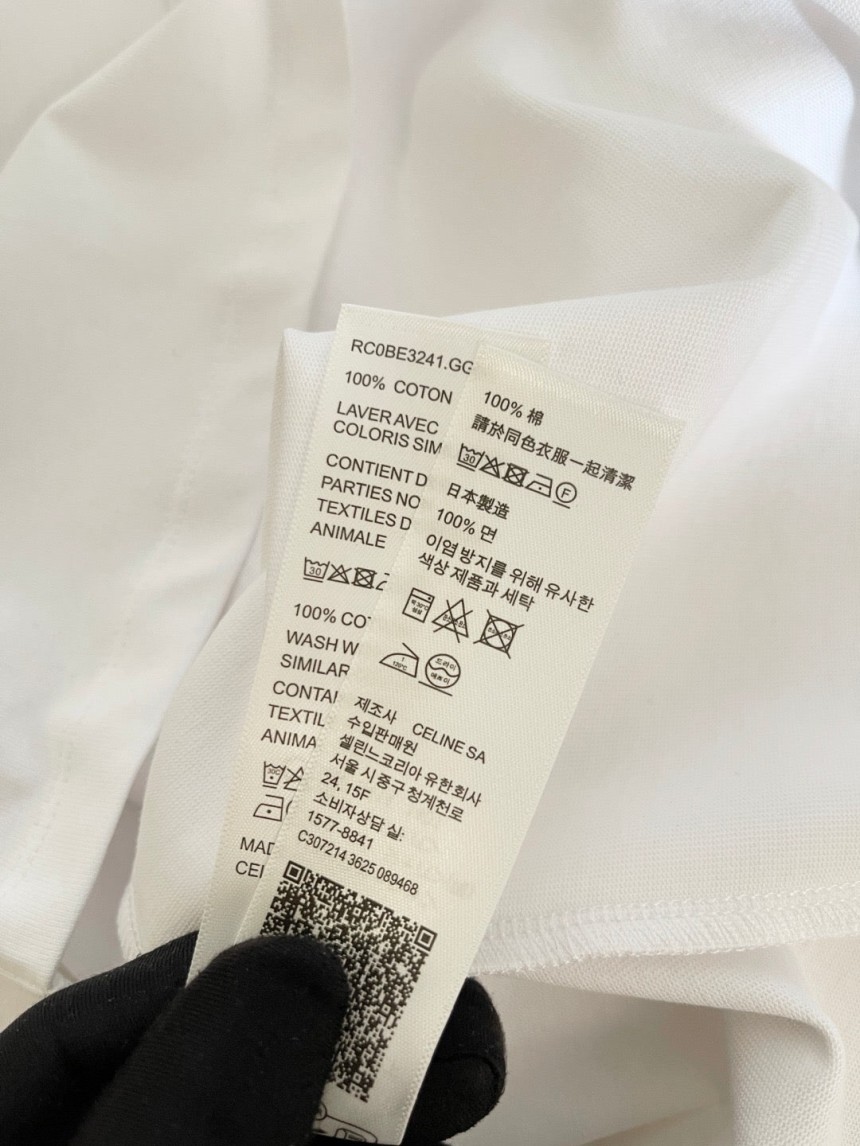 RC0BE3241.GG
100% COTON
LAVER AVEC
COLORIS SIM
CONTIENT D
PARTIES NO
TEXTILES D
ANIMALE
30
100% CO
WASH W
SIMILAR
CONTAI
TEXTIL
ANIMA
MAD
CEL
100% 棉
請於同色衣服一起清潔
30 F
日本製造
100% 면
이염 방지를 위해 유사한
색상 제품과 세탁
제조사 CELINE SA
수입판매원
셀린느코리아 유한회사
서울 시 중구 청계천로
24, 15F
소비자상담 실:
1577-8841
C307214 3625 089468